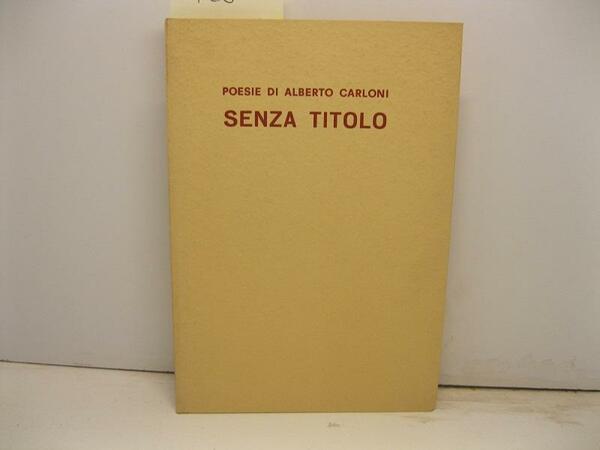 POESIE DI ALBERTO CARLONI
SENZA TITOLO